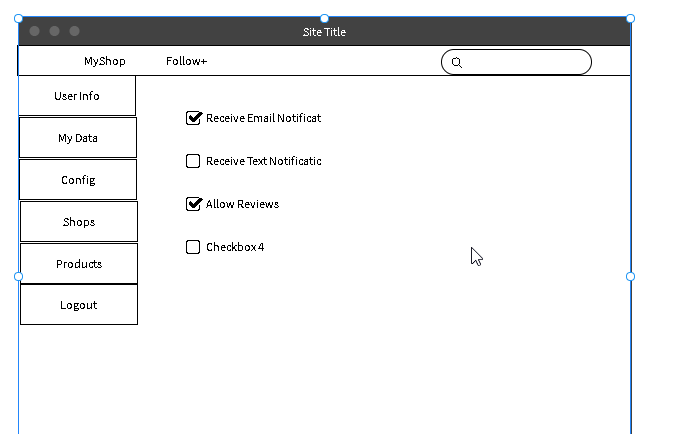 Site Title
MyShop Follow+
User Info
My Data
Config
Shops
Products
Logout
Receive Email Notificat
Receive Text Notificatic
Allow Reviews
Checkbox 4